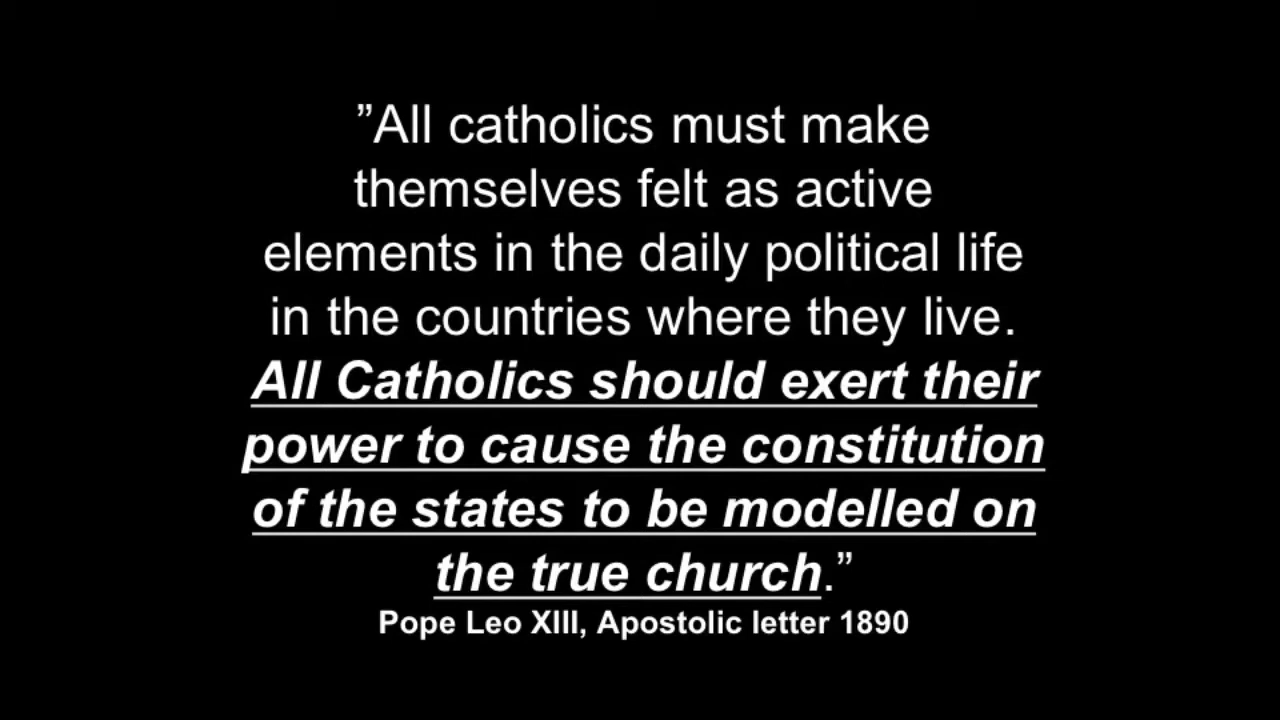 ”All catholics must make
themselves felt as active
elements in the daily political life
in the countries where they live.
All Catholics should exert their
power to cause the constitution
of the states to be modelled on
the true church.”
Pope Leo XIII, Apostolic letter 1890